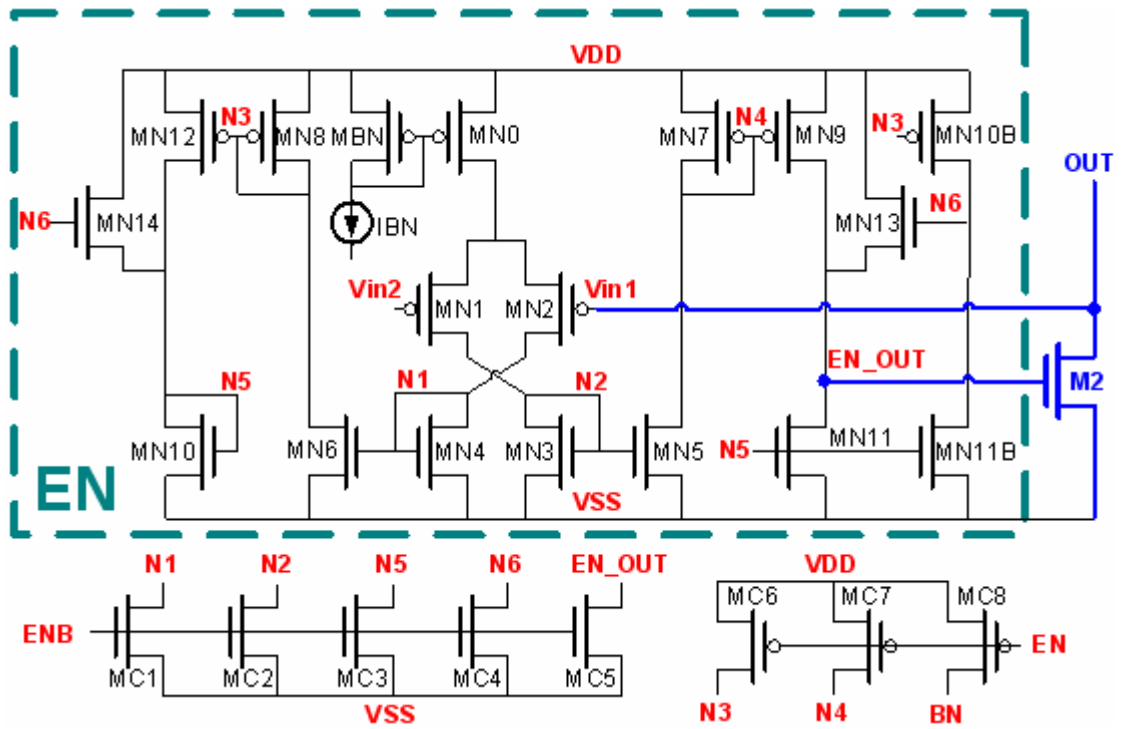 VDD
MN12
N3
MN8
MBN
MN0
MN7
N4
MN9
N3
MN10B
OUT
N6
MN14
IBN
MN13
N6
Vin2
MN1
MN2
Vin1
EN_OUT
M2
N5
N1
N2
MN10
MN6
MN4
MN3
MN5
N5
MN11
MN11B
EN
VSS
N1
N2
N5
N6
EN_OUT
VDD
MC6
MC7
MC8
ENB
EN
MC1
MC2
MC3
MC4
MC5
VSS
N3
N4
BN